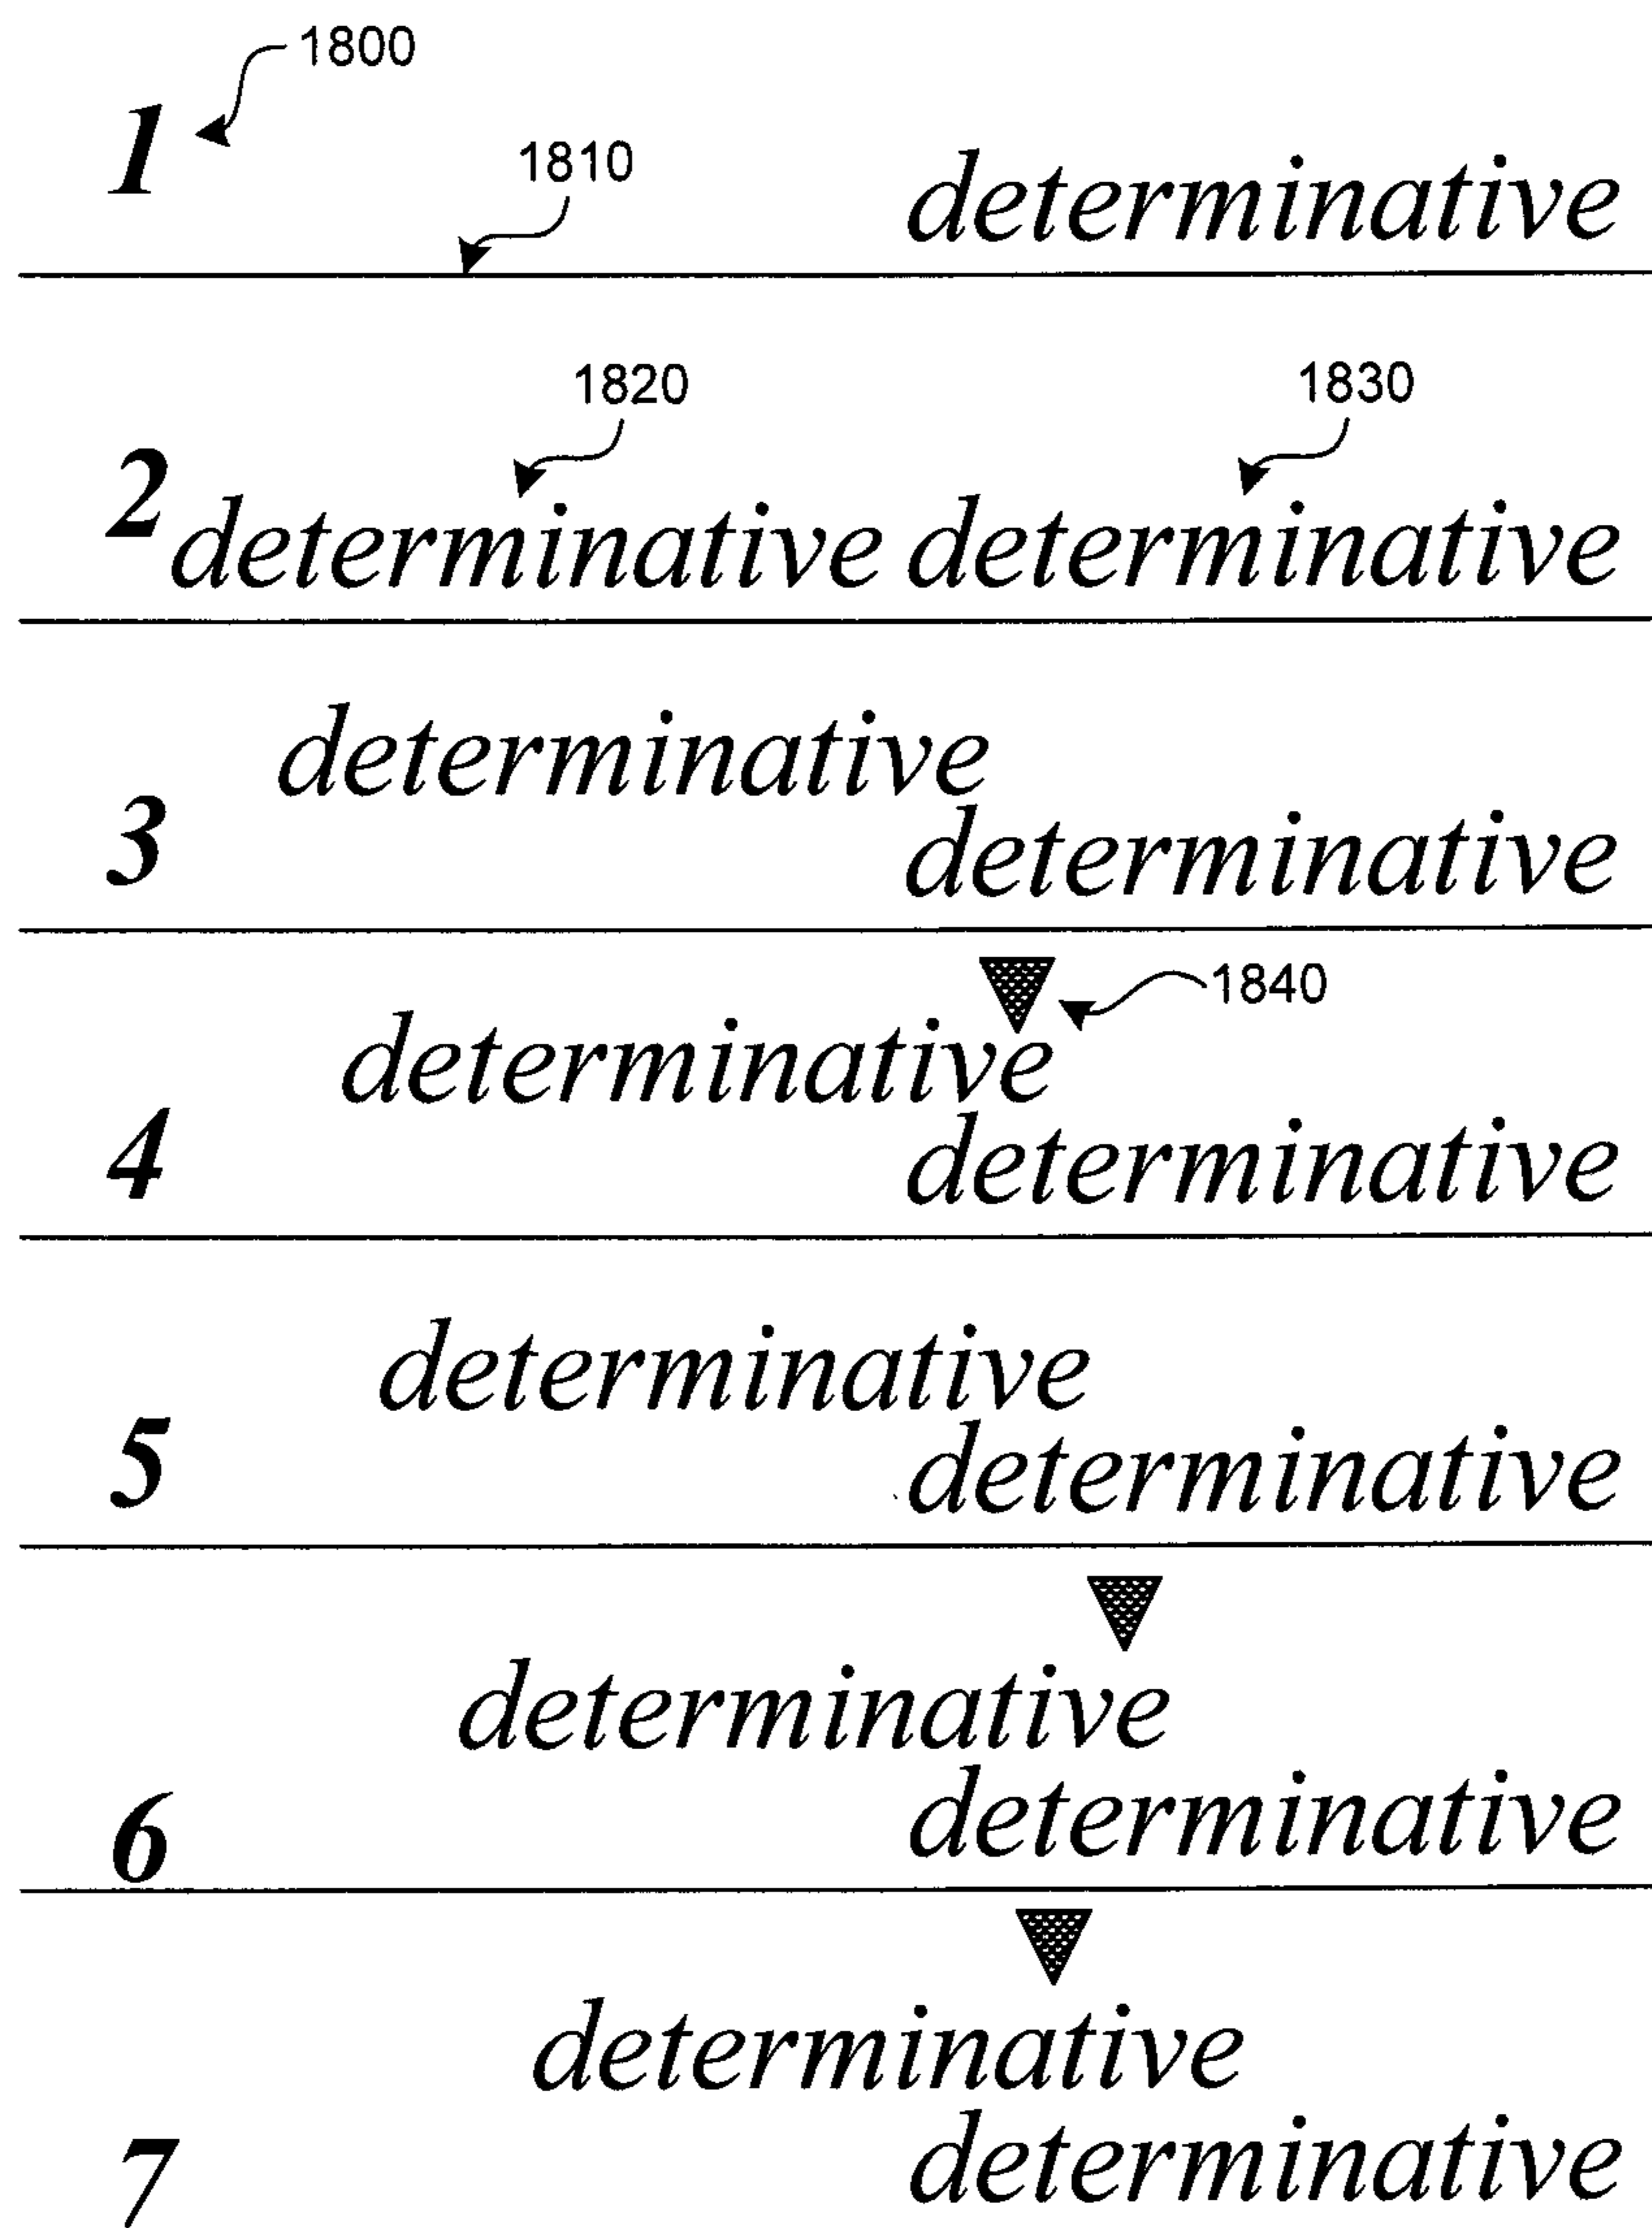 1800
1
1810
determinative
1820 1830
2 determinative determinative
determinative
3
determinative
1840
determinative
4
determinative
determinative
5
determinative
determinative
6
determinative
determinative
7
determinative